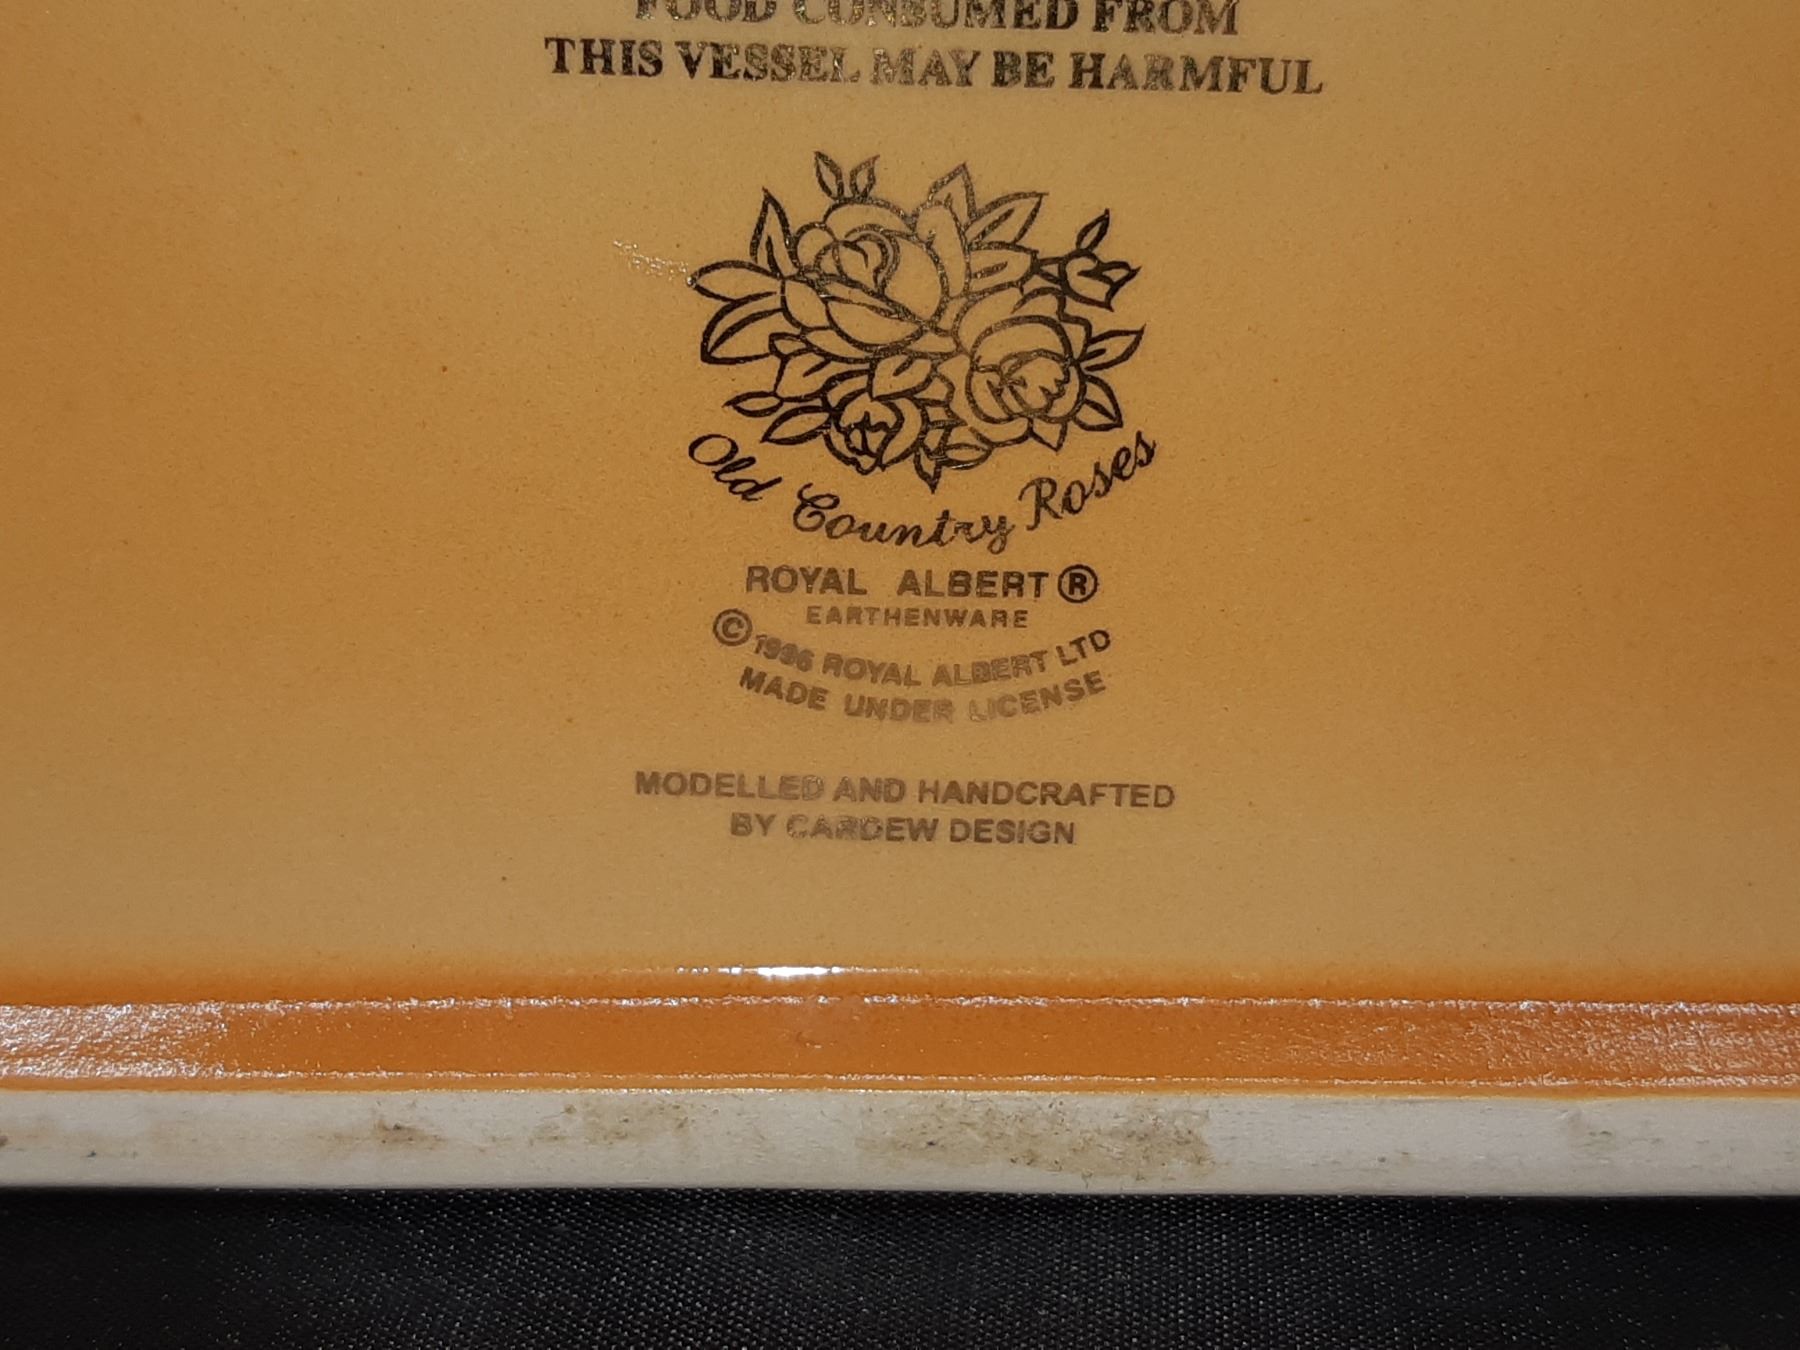 FOOD CONSUMED FROM
THIS VESSEL MAY BE HARMFUL
Old Country Roses
ROYAL ALBERT ®
EARTHENWARE
© 1996 ROYAL ALBERT LTD
MADE UNDER LICENSE
MODELLED AND HANDCRAFTED
BY CARDEW DESIGN